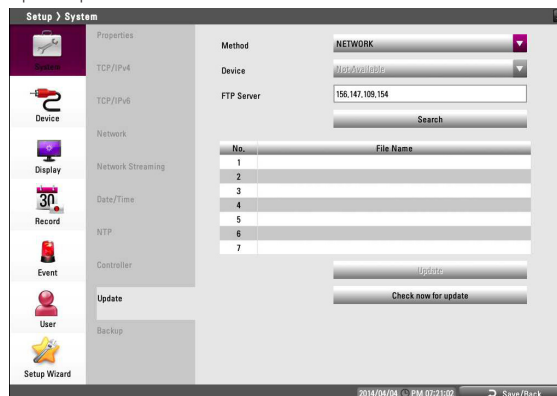 Setup > System
System
Device
Display
30
Record
Event
User
Setup Wizard
Properties
TCP/IPv4
TCP/IPv6
Network
Network Streaming
Date/Time
NTP
Controller
Update
Backup
Method NETWORK
Device Not Available
FTP Server 156,147,109,154
Search
No. File Name
1
2
3
4
5
6
7
Update
Check now for update
2014/04/04 PM 07:21:02 Save/Back